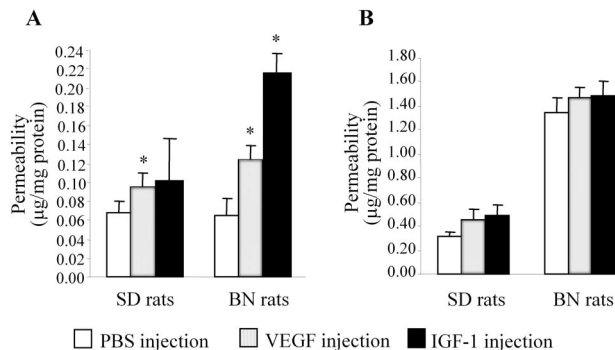 A
B
Permeability
(µg/mg protein)
0.24
0.22
0.20
0.18
0.16
0.14
0.12
0.10
0.08
0.06
0.04
0.02
0.00
*
*
*
SD rats
BN rats
Permeability
(µg/mg protein)
1.80
1.60
1.40
1.20
1.00
0.80
0.60
0.40
0.20
0.00
SD rats
BN rats
PBS injection
VEGF injection
IGF-1 injection